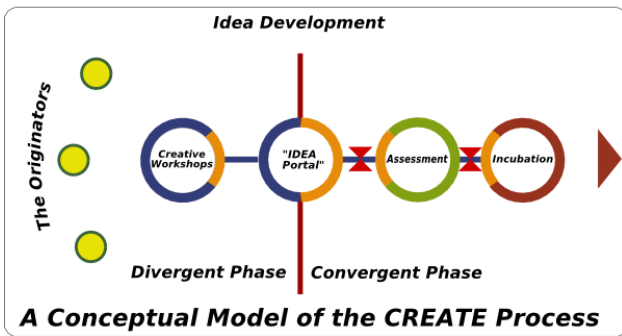 Idea Development
The Originators
Creative
Workshops
"IDEA
Portal"
Assessment
Incubation
Divergent Phase
Convergent Phase
A Conceptual Model of the CREATE Process